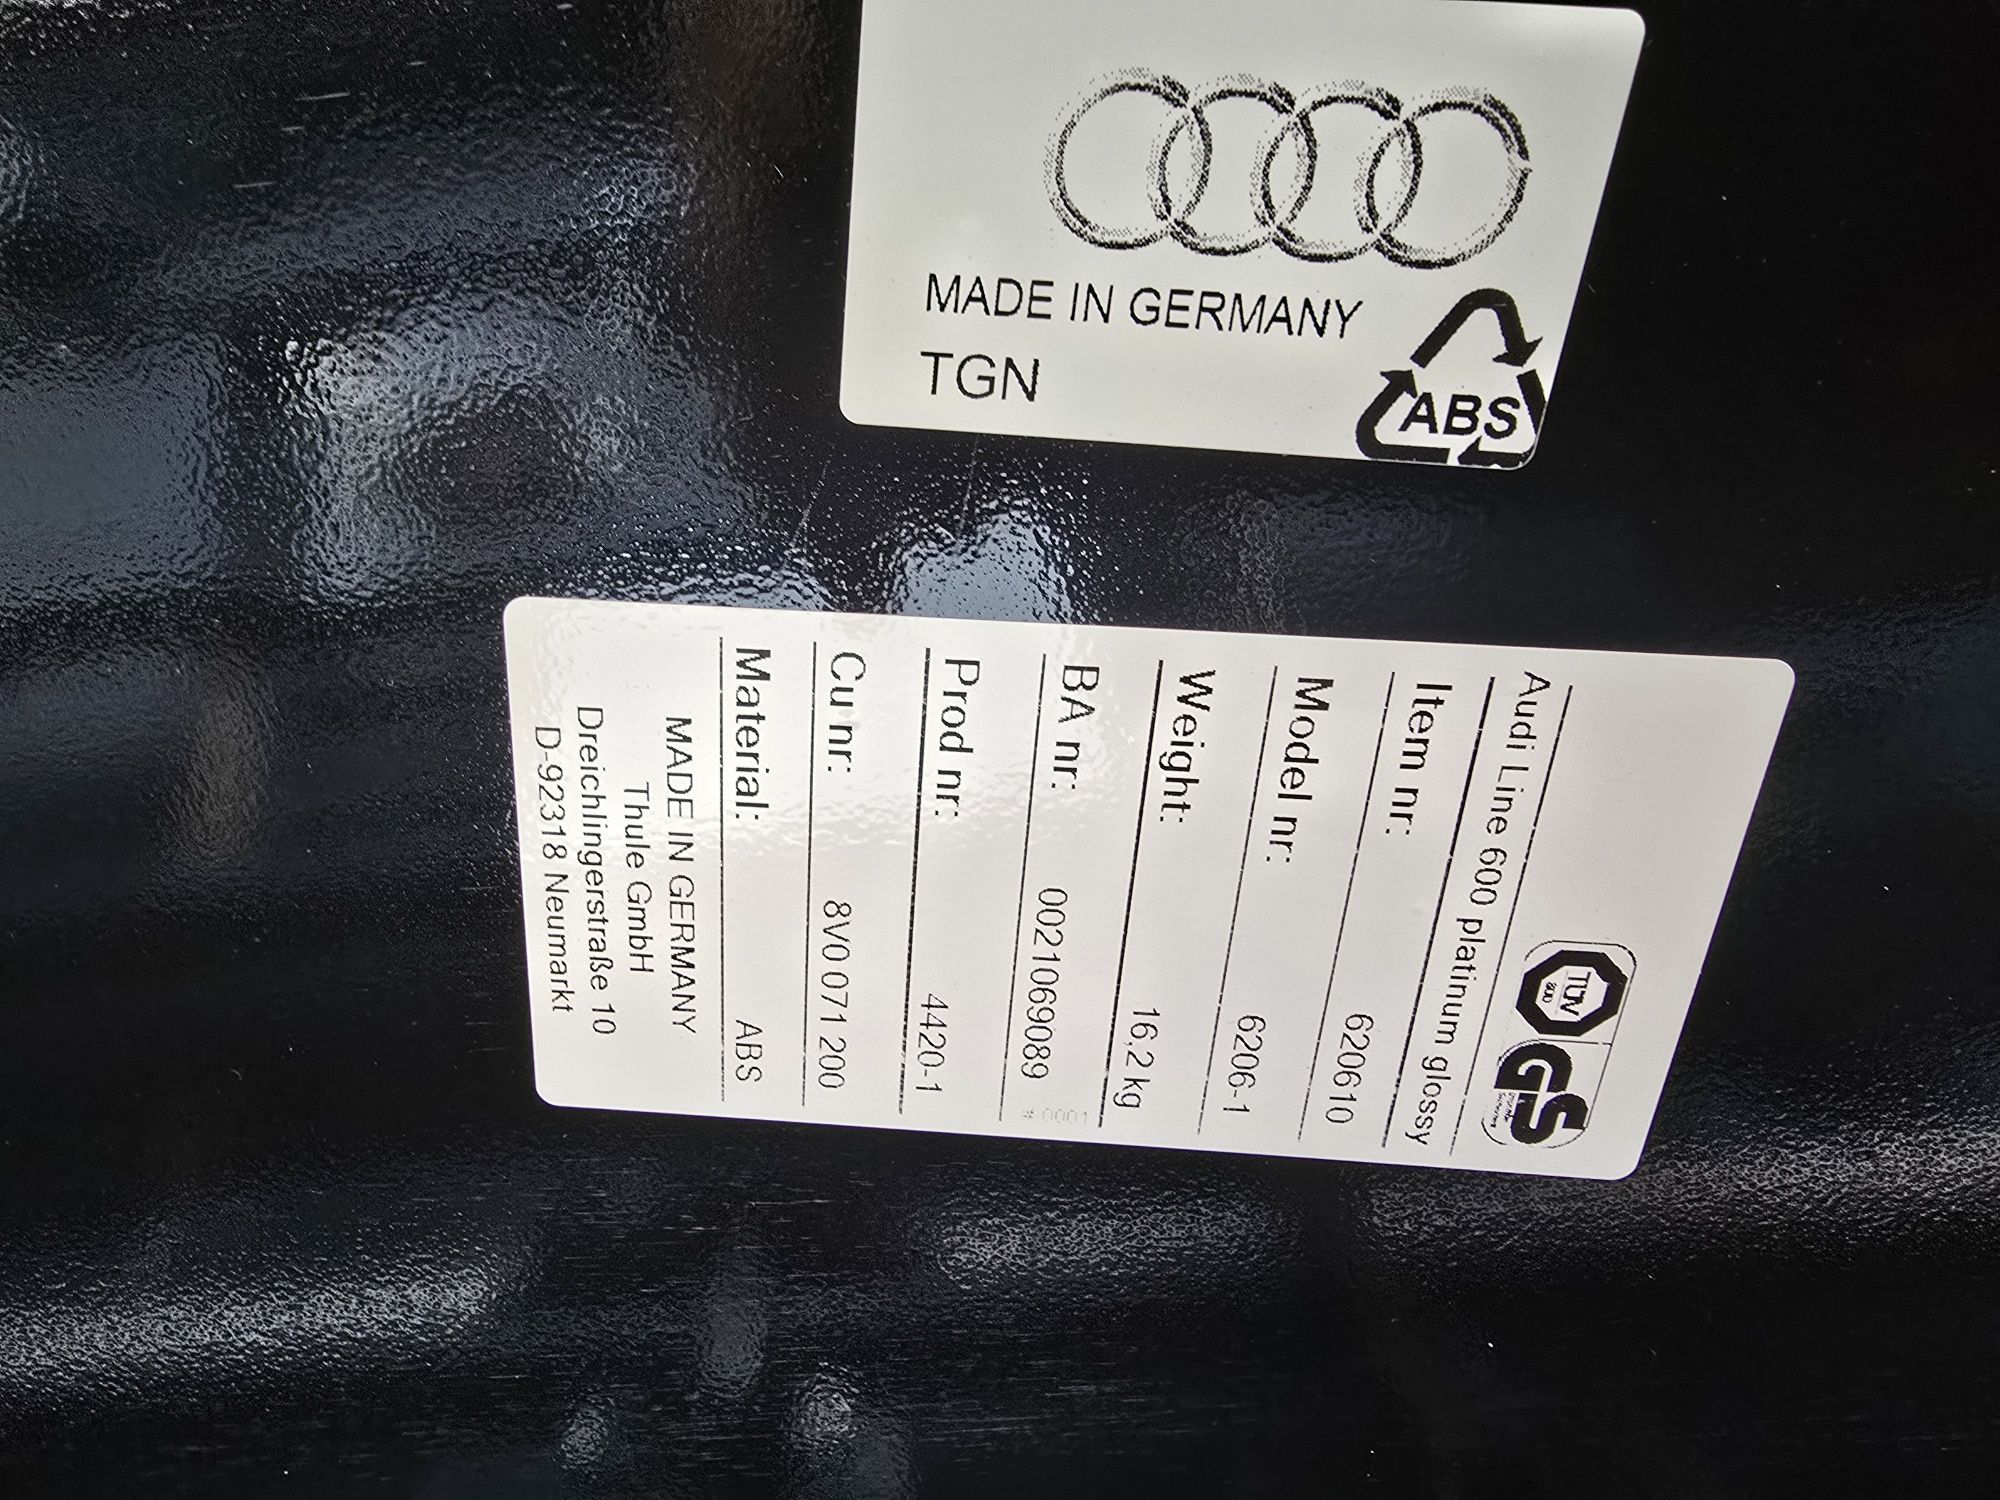 MADE IN GERMANY
TGN
ABS
TÜV
SÜD
GS
Audi Line 600 platinum glossy
Item nr: 620610
Model nr: 6206-1
Weight: 16,2 kg
BA nr: 0021069089
# 0001
Prod nr: 4420-1
Cu nr: 8V0 071 200
Material: ABS
MADE IN GERMANY
Thule GmbH
Dreichlingerstraße 10
D-92318 Neumarkt